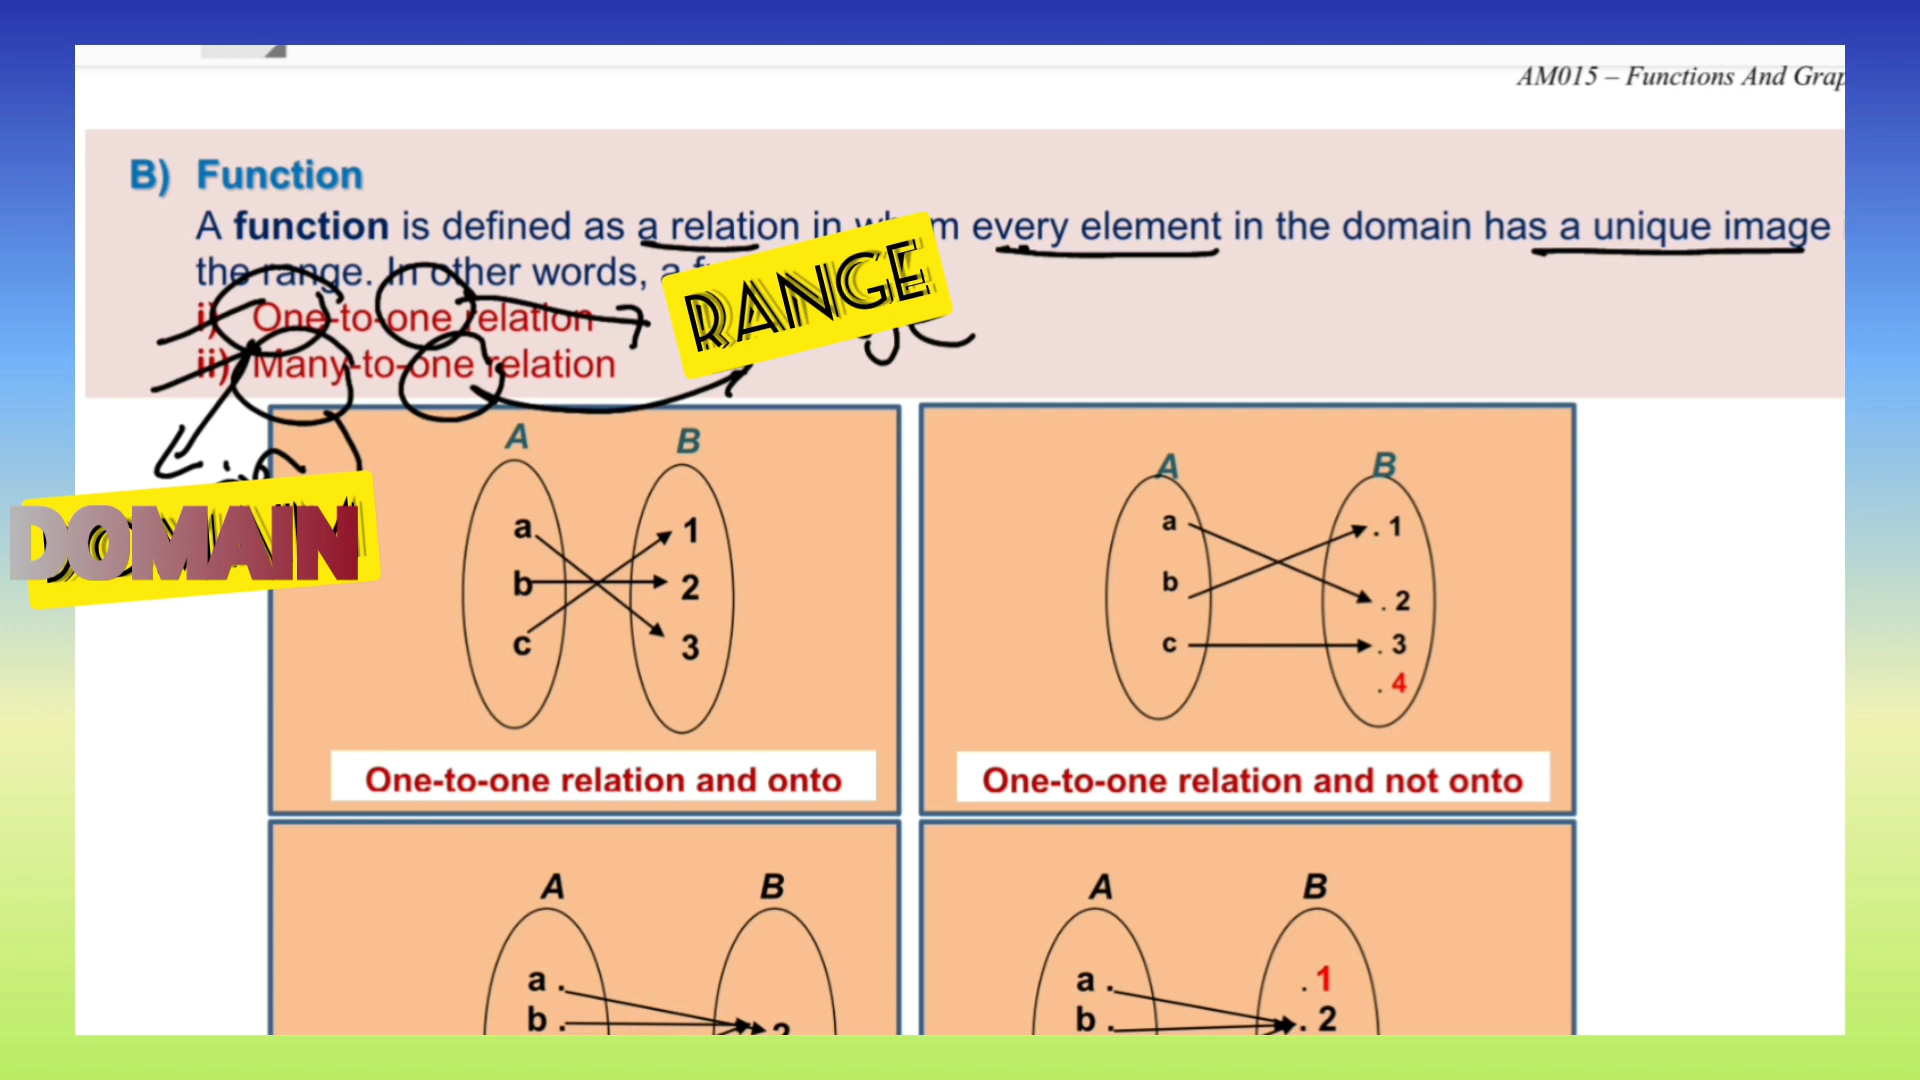 AM015 – Functions And Grap
B) Function
A function is defined as a relation in every element in the domain has a unique image
the range. In other words, a
RANGE
i) One-to-one relation
ii) Many-to-one relation
DOMAIN
A B
a 1
b 2
c 3
One-to-one relation and onto
A B
a . 1
b . 2
c . 3
. 4
One-to-one relation and not onto
A B
a .
b .
A B
a . . 1
b . . 2